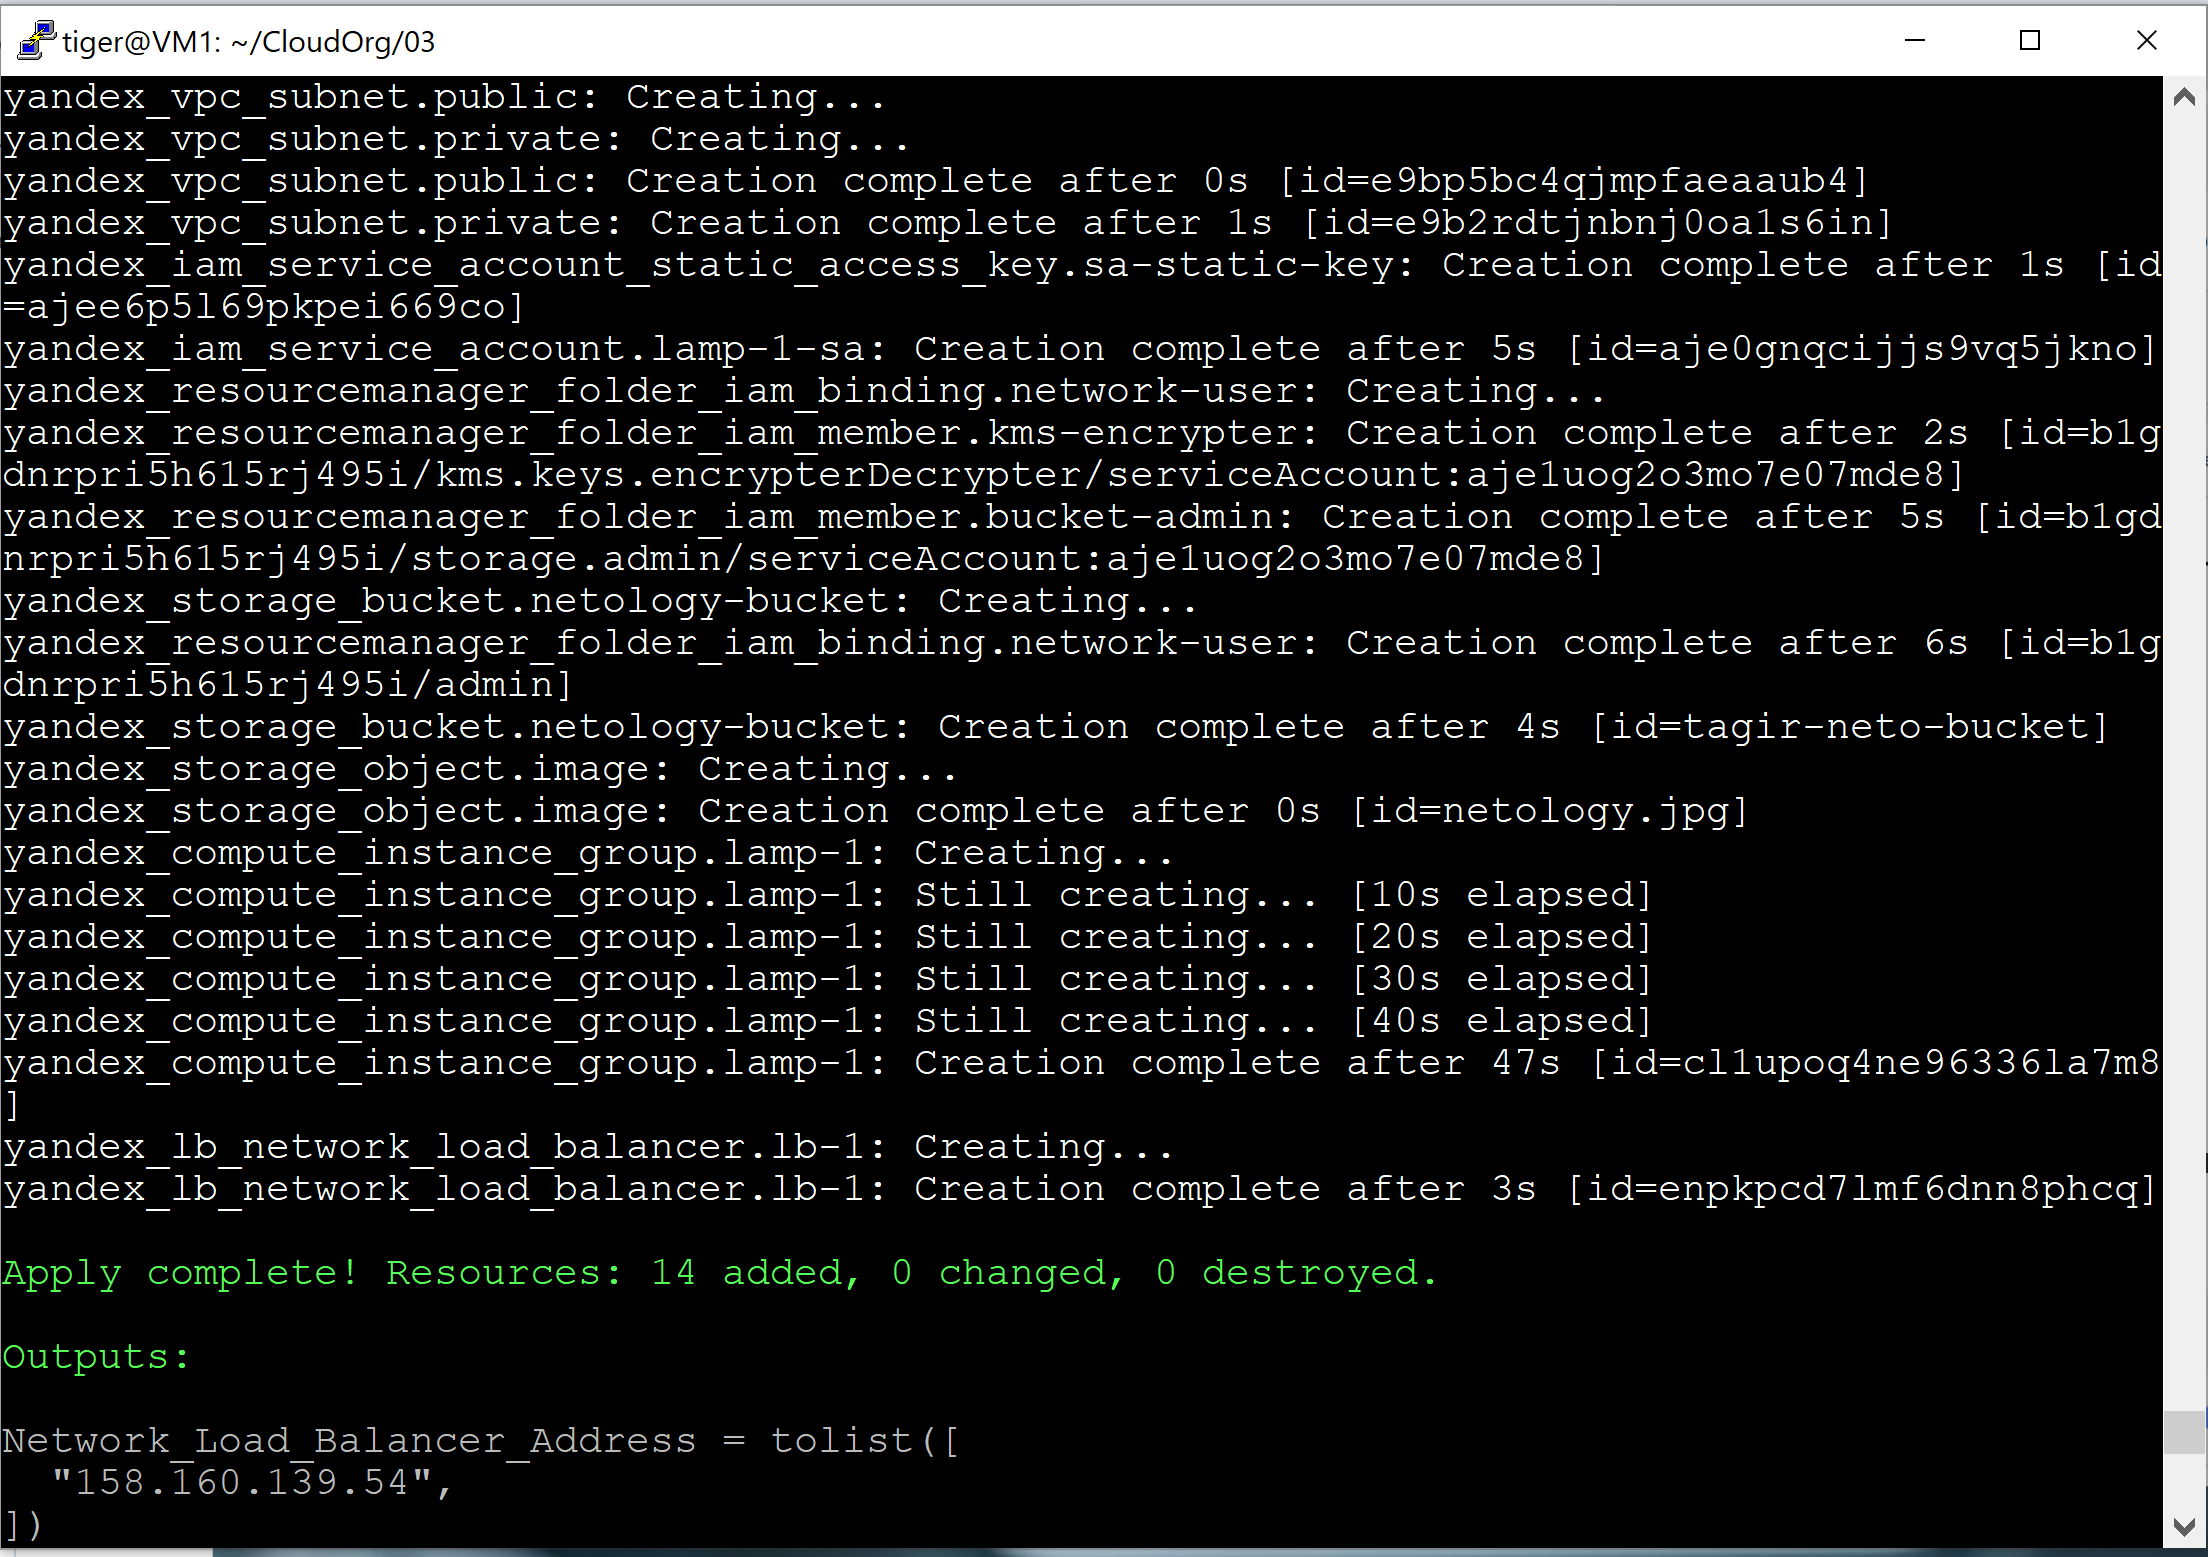 tiger@VM1: ~/CloudOrg/03
yandex_vpc_subnet.public: Creating...
yandex_vpc_subnet.private: Creating...
yandex_vpc_subnet.public: Creation complete after 0s [id=e9bp5bc4qjmpfaeaaub4]
yandex_vpc_subnet.private: Creation complete after 1s [id=e9b2rdtjnbnj0oa1s6in]
yandex_iam_service_account_static_access_key.sa-static-key: Creation complete after 1s [id
=ajee6p5l69pkpei669co]
yandex_iam_service_account.lamp-1-sa: Creation complete after 5s [id=aje0gnqcijjs9vq5jkno]
yandex_resourcemanager_folder_iam_binding.network-user: Creating...
yandex_resourcemanager_folder_iam_member.kms-encrypter: Creation complete after 2s [id=b1g
dnrpri5h615rj495i/kms.keys.encrypterDecrypter/serviceAccount:aje1uog2o3mo7e07mde8]
yandex_resourcemanager_folder_iam_member.bucket-admin: Creation complete after 5s [id=b1gd
nrpri5h615rj495i/storage.admin/serviceAccount:aje1uog2o3mo7e07mde8]
yandex_storage_bucket.netology-bucket: Creating...
yandex_resourcemanager_folder_iam_binding.network-user: Creation complete after 6s [id=b1g
dnrpri5h615rj495i/admin]
yandex_storage_bucket.netology-bucket: Creation complete after 4s [id=tagir-neto-bucket]
yandex_storage_object.image: Creating...
yandex_storage_object.image: Creation complete after 0s [id=netology.jpg]
yandex_compute_instance_group.lamp-1: Creating...
yandex_compute_instance_group.lamp-1: Still creating... [10s elapsed]
yandex_compute_instance_group.lamp-1: Still creating... [20s elapsed]
yandex_compute_instance_group.lamp-1: Still creating... [30s elapsed]
yandex_compute_instance_group.lamp-1: Still creating... [40s elapsed]
yandex_compute_instance_group.lamp-1: Creation complete after 47s [id=cl1upoq4ne96336la7m8
]
yandex_lb_network_load_balancer.lb-1: Creating...
yandex_lb_network_load_balancer.lb-1: Creation complete after 3s [id=enpkpcd7lmf6dnn8phcq]
Apply complete! Resources: 14 added, 0 changed, 0 destroyed.
Outputs:
Network_Load_Balancer_Address = tolist([
  "158.160.139.54",
])